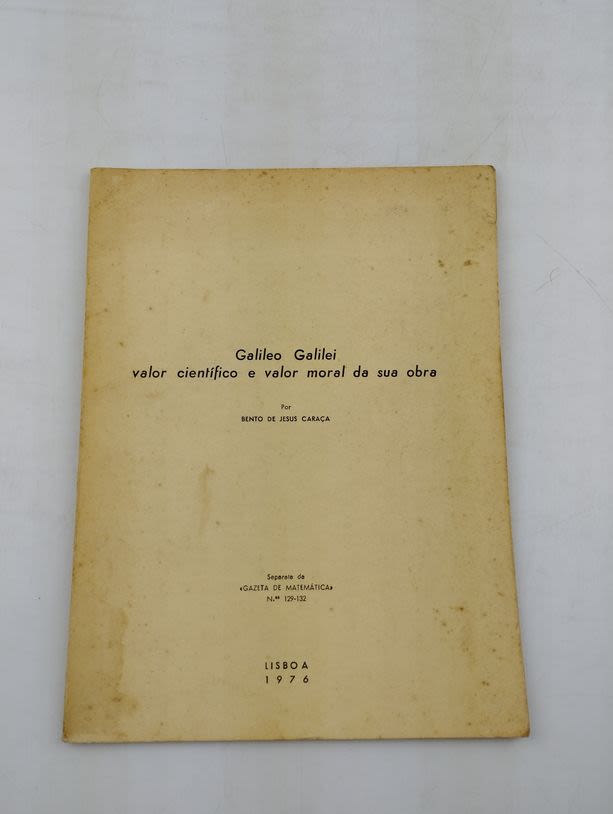 Galileo Galilei
valor científico e valor moral da sua obra
Por
BENTO DE JESUS CARAÇA
Separata da
«GAZETA DE MATEMÁTICA»
N.ᵒˢ 129-132
LISBOA
1976